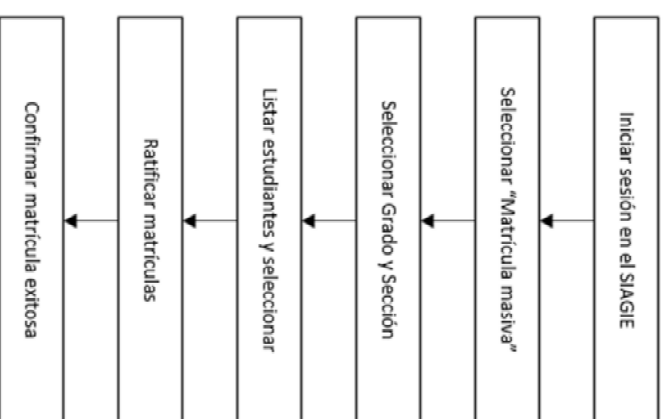 Iniciar sesión en el SIAGIE
Seleccionar “Matrícula masiva”
Seleccionar Grado y Sección
Listar estudiantes y seleccionar
Ratificar matrículas
Confirmar matrícula exitosa